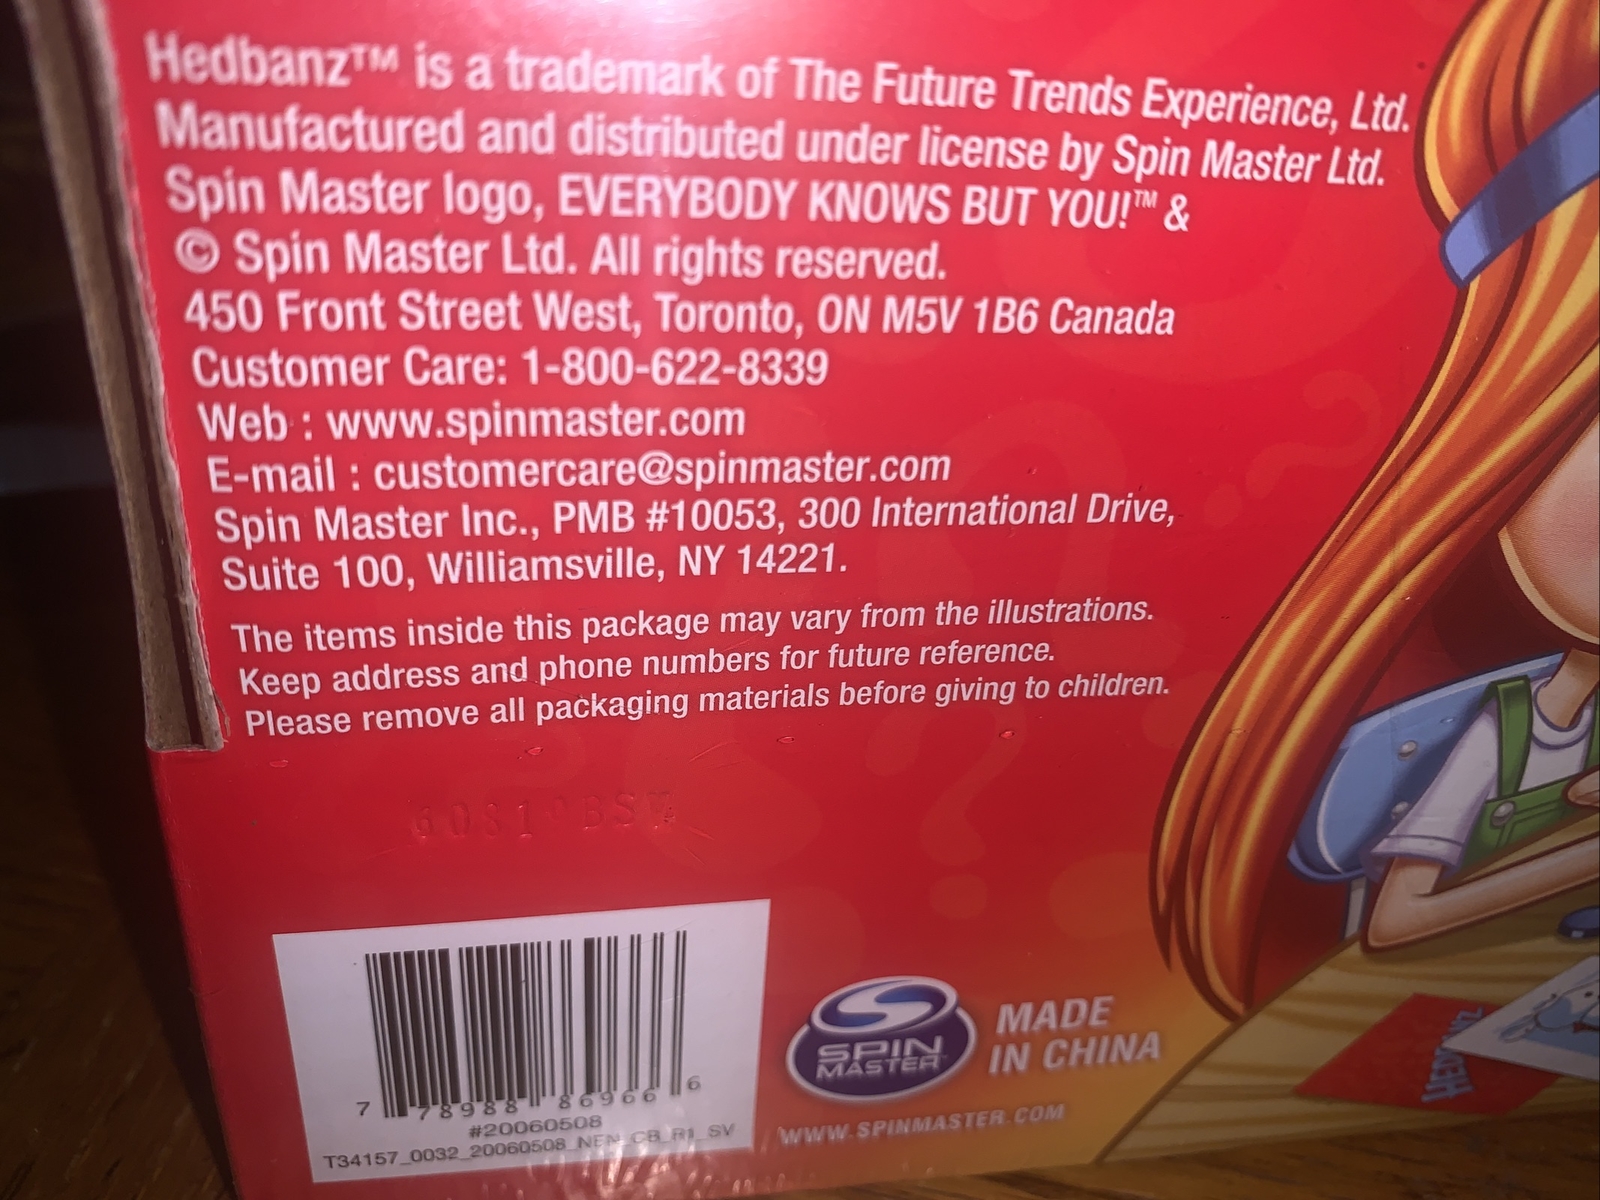 Hedbanz™ is a trademark of The Future Trends Experience, Ltd.
Manufactured and distributed under license by Spin Master Ltd.
Spin Master logo, EVERYBODY KNOWS BUT YOU!™ &
© Spin Master Ltd. All rights reserved.
450 Front Street West, Toronto, ON M5V 1B6 Canada
Customer Care: 1-800-622-8339
Web : www.spinmaster.com
E-mail : customercare@spinmaster.com
Spin Master Inc., PMB #10053, 300 International Drive,
Suite 100, Williamsville, NY 14221.
The items inside this package may vary from the illustrations.
Keep address and phone numbers for future reference.
Please remove all packaging materials before giving to children.
7 78988 86966 6
#20060508
T34157_0032_20060508_NEN_CB_R1_SV
SPIN
MASTER™
MADE
IN CHINA
WWW.SPINMASTER.COM
HEDBANZ